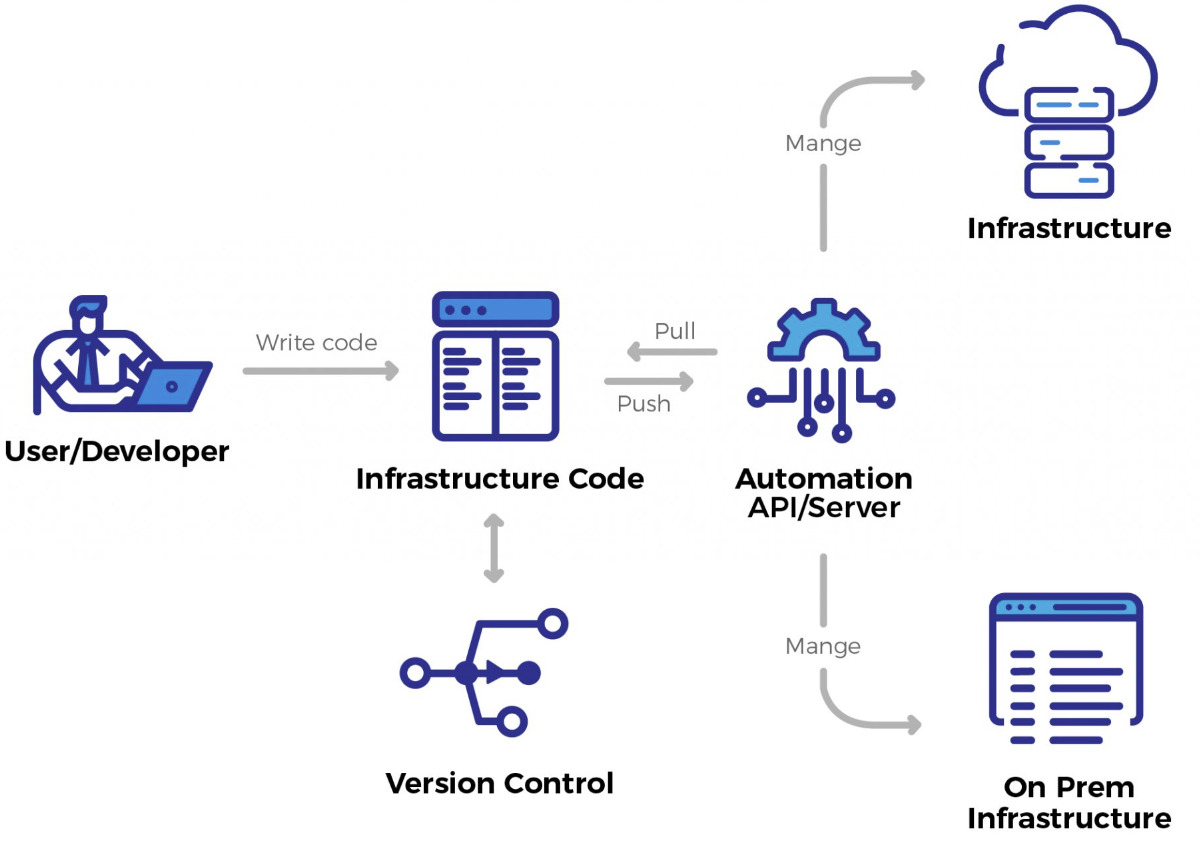 Mange
Infrastructure
Write code
Pull
Push
User/Developer
Infrastructure Code
Automation
API/Server
Mange
Version Control
On Prem
Infrastructure